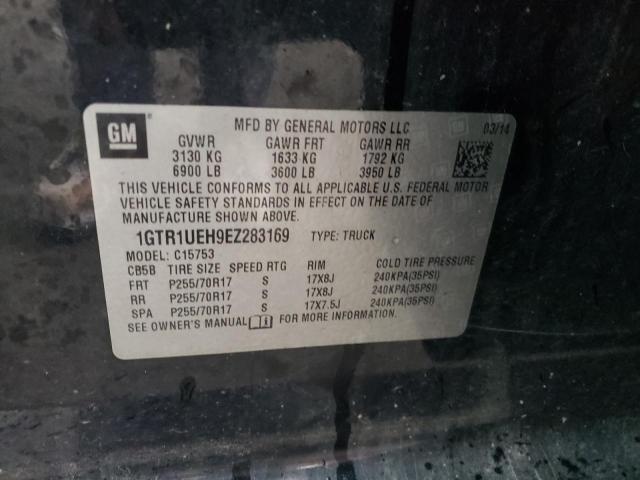 GM
MFD BY GENERAL MOTORS LLC 03/14
GVWR GAWR FRT GAWR RR
3130 KG 1633 KG 1792 KG
6900 LB 3600 LB 3950 LB
THIS VEHICLE CONFORMS TO ALL APPLICABLE U.S. FEDERAL MOTOR
VEHICLE SAFETY STANDARDS IN EFFECT ON THE DATE OF
MANUFACTURE SHOWN ABOVE.
1GTR1UEH9EZ283169 TYPE: TRUCK
MODEL: C15753
CB5B TIRE SIZE SPEED RTG RIM COLD TIRE PRESSURE
FRT P255/70R17 S 17X8J 240KPA(35PSI)
RR P255/70R17 S 17X8J 240KPA(35PSI)
SPA P255/70R17 S 17X7.5J 240KPA(35PSI)
SEE OWNER'S MANUAL FOR MORE INFORMATION.